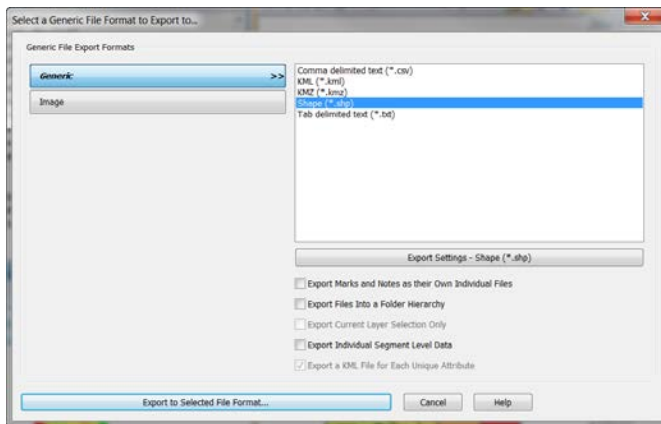 Select a Generic File Format to Export to...
Generic File Export Formats
Generic >>
Image
Comma delimited text (*.csv)
KML (*.kml)
KMZ (*.kmz)
Shape (*.shp)
Tab delimited text (*.txt)
Export Settings - Shape (*.shp)
Export Marks and Notes as their Own Individual Files
Export Files Into a Folder Hierarchy
Export Current Layer Selection Only
Export Individual Segment Level Data
Export a KML File for Each Unique Attribute
Export to Selected File Format...
Cancel
Help